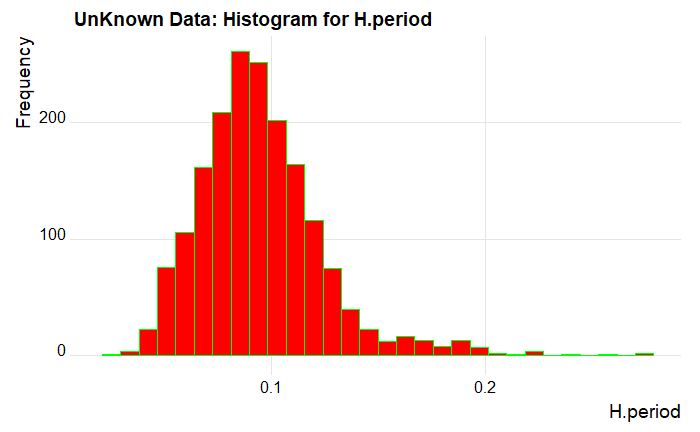 UnKnown Data: Histogram for H.period
Frequency
200
100
0
0.1 0.2
H.period